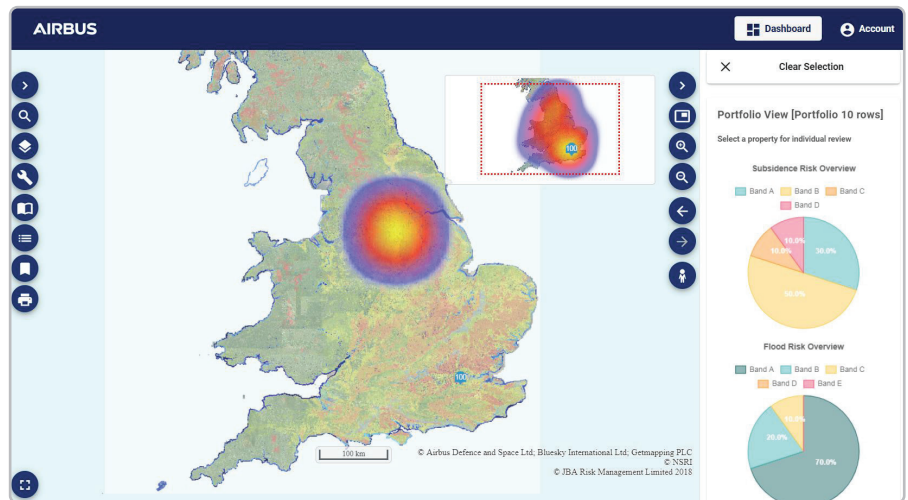 AIRBUS
Dashboard
Account
Clear Selection
Portfolio View [Portfolio 10 rows]
Select a property for individual review
Subsidence Risk Overview
Band A Band B Band C
Band D
10.0%
10.0%
30.0%
50.0%
Flood Risk Overview
Band A Band B Band C
Band D Band E
10.0%
20.0%
70.0%
100
100
100 km
© Airbus Defence and Space Ltd; Bluesky International Ltd; Getmapping PLC
© NSRI
© JBA Risk Management Limited 2018